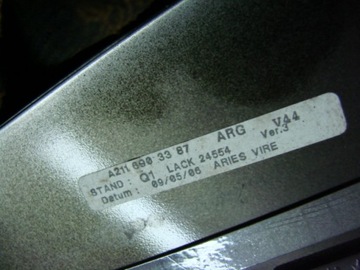 A211 690 33 87 ARG V44
STAND : Q1 LACK 24554 Ver.3
Datum : 09/05/06 ARIES VIRE